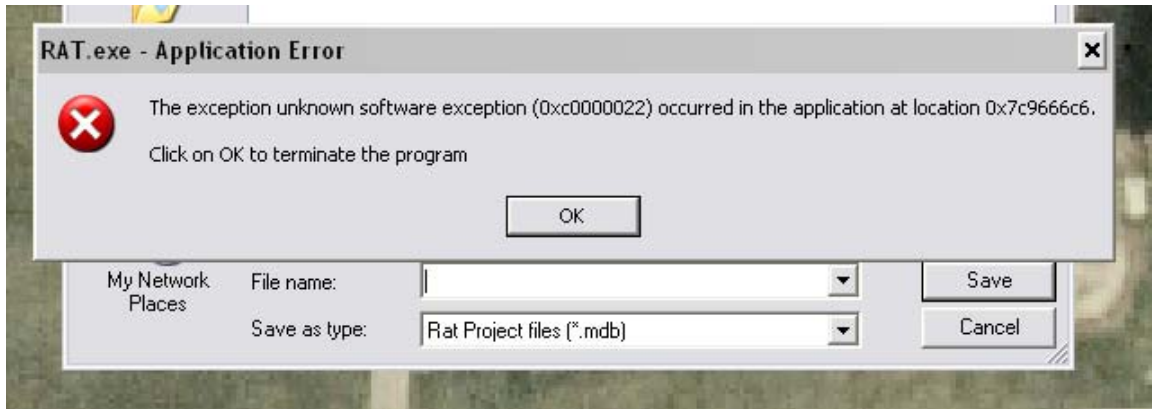 RAT.exe - Application Error
The exception unknown software exception (0xc0000022) occurred in the application at location 0x7c9666c6.
Click on OK to terminate the program
OK
My Network
Places
File name:
Save
Save as type:
Rat Project files (*.mdb)
Cancel